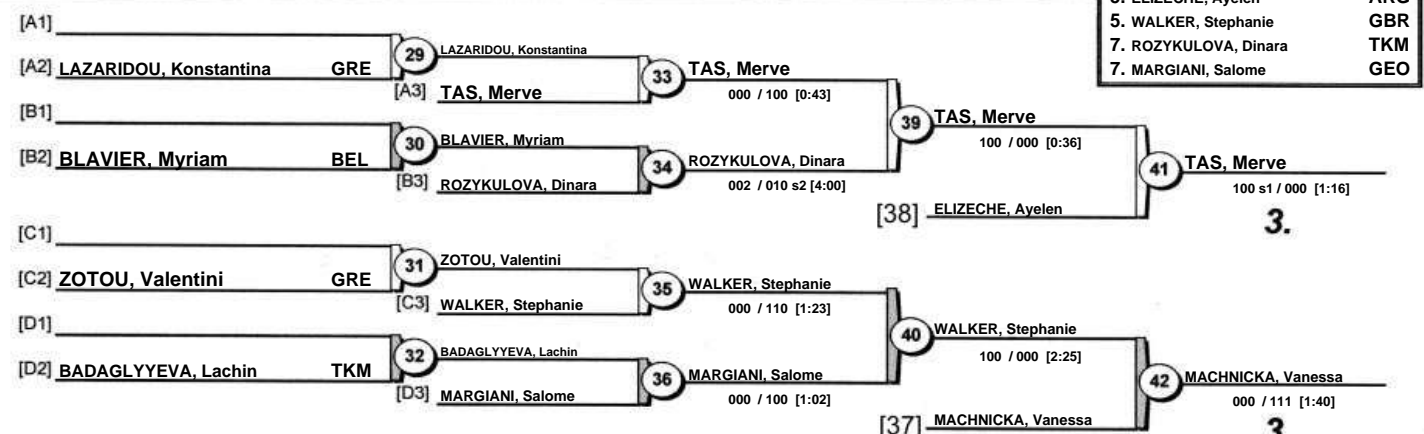 5. ELIZECHE, Ayelen ARG
5. WALKER, Stephanie GBR
7. ROZYKULOVA, Dinara TKM
7. MARGIANI, Salome GEO
[A1]
[A2] LAZARIDOU, Konstantina GRE
29
LAZARIDOU, Konstantina
[A3] TAS, Merve
33
TAS, Merve
000 / 100 [0:43]
[B1]
[B2] BLAVIER, Myriam BEL
30
BLAVIER, Myriam
[B3] ROZYKULOVA, Dinara
34
ROZYKULOVA, Dinara
002 / 010 s2 [4:00]
39
TAS, Merve
100 / 000 [0:36]
[38] ELIZECHE, Ayelen
41
TAS, Merve
100 s1 / 000 [1:16]
3.
[C1]
[C2] ZOTOU, Valentini GRE
31
ZOTOU, Valentini
[C3] WALKER, Stephanie
35
WALKER, Stephanie
000 / 110 [1:23]
[D1]
[D2] BADAGLYYEVA, Lachin TKM
32
BADAGLYYEVA, Lachin
[D3] MARGIANI, Salome
36
MARGIANI, Salome
000 / 100 [1:02]
40
WALKER, Stephanie
100 / 000 [2:25]
[37] MACHNICKA, Vanessa
42
MACHNICKA, Vanessa
000 / 111 [1:40]
3